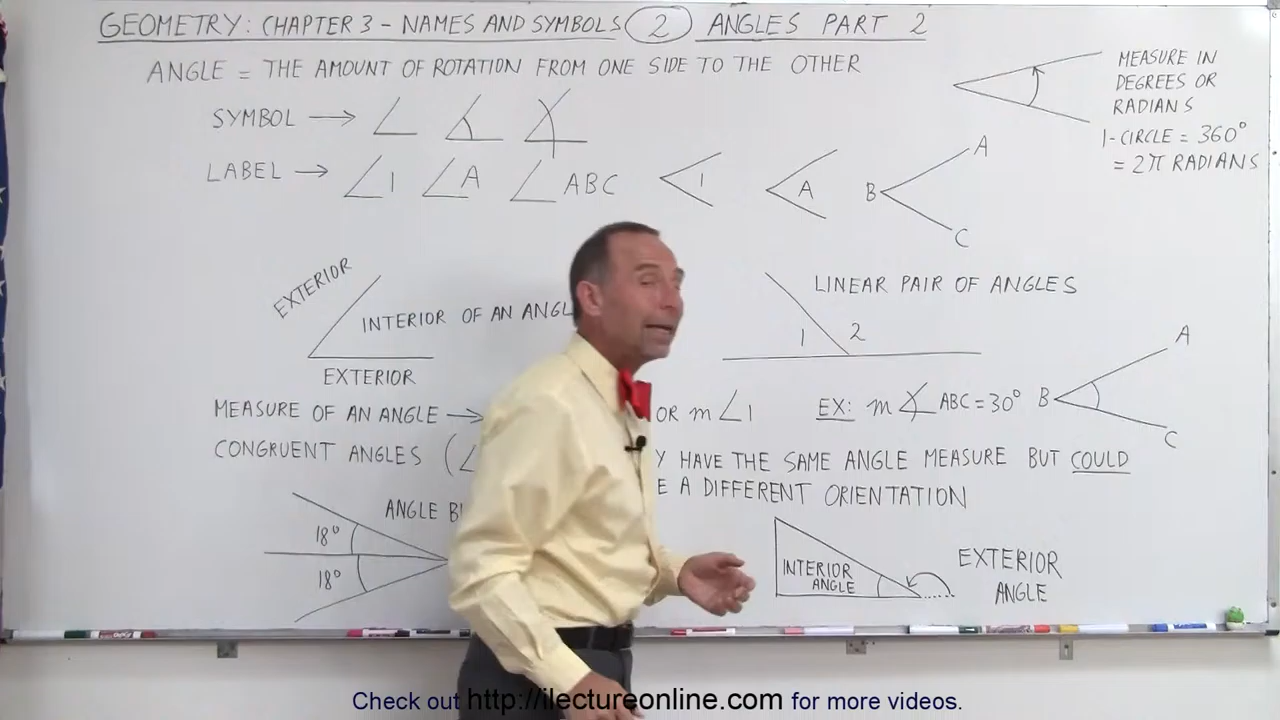 GEOMETRY: CHAPTER 3 - NAMES AND SYMBOLS 2 ANGLES PART 2
ANGLE = THE AMOUNT OF ROTATION FROM ONE SIDE TO THE OTHER
MEASURE IN
DEGREES OR
RADIANS
1-CIRCLE = 360°
= 2π RADIANS
SYMBOL → ∠ ∡ ∡
LABEL → ∠1 ∠A ∠ABC
1
A
A
B
C
EXTERIOR
INTERIOR OF AN ANGL
EXTERIOR
LINEAR PAIR OF ANGLES
1 2
MEASURE OF AN ANGLE → OR m∠1
EX: m∡ABC = 30°
A
B
C
CONGRUENT ANGLES (∠ Y HAVE THE SAME ANGLE MEASURE BUT COULD
E A DIFFERENT ORIENTATION
ANGLE BI
18°
18°
INTERIOR
ANGLE
EXTERIOR
ANGLE
Check out http://ilectureonline.com for more videos.